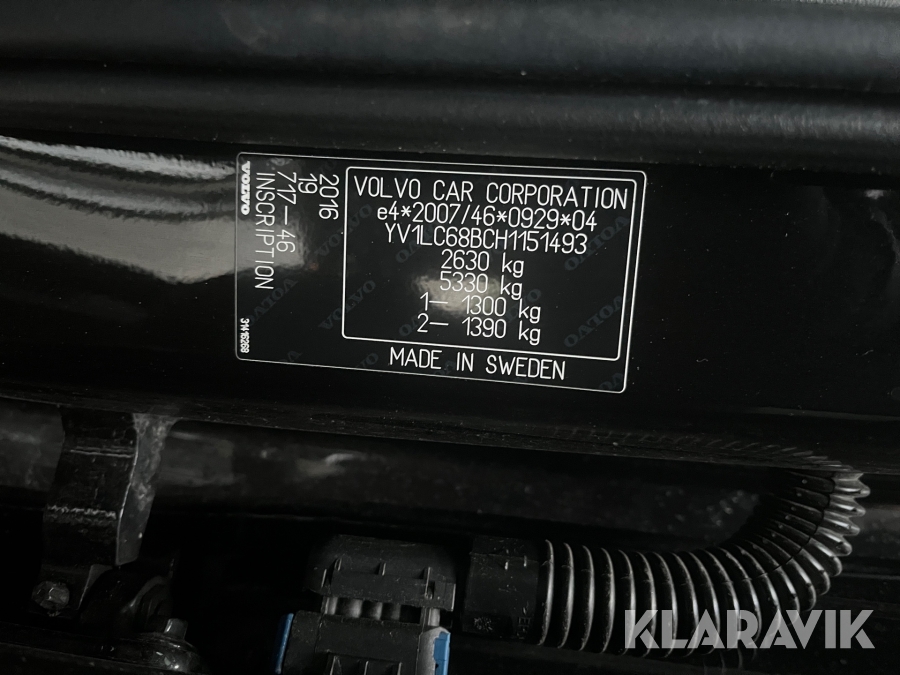 VOLVO CAR CORPORATION
e4*2007/46*0929*04
YV1LC68BCH1151493
2630 kg
5330 kg
1- 1300 kg
2- 1390 kg
MADE IN SWEDEN
2016
19
717-46
INSCRIPTION
VOLVO
31416268
KLARAVIK